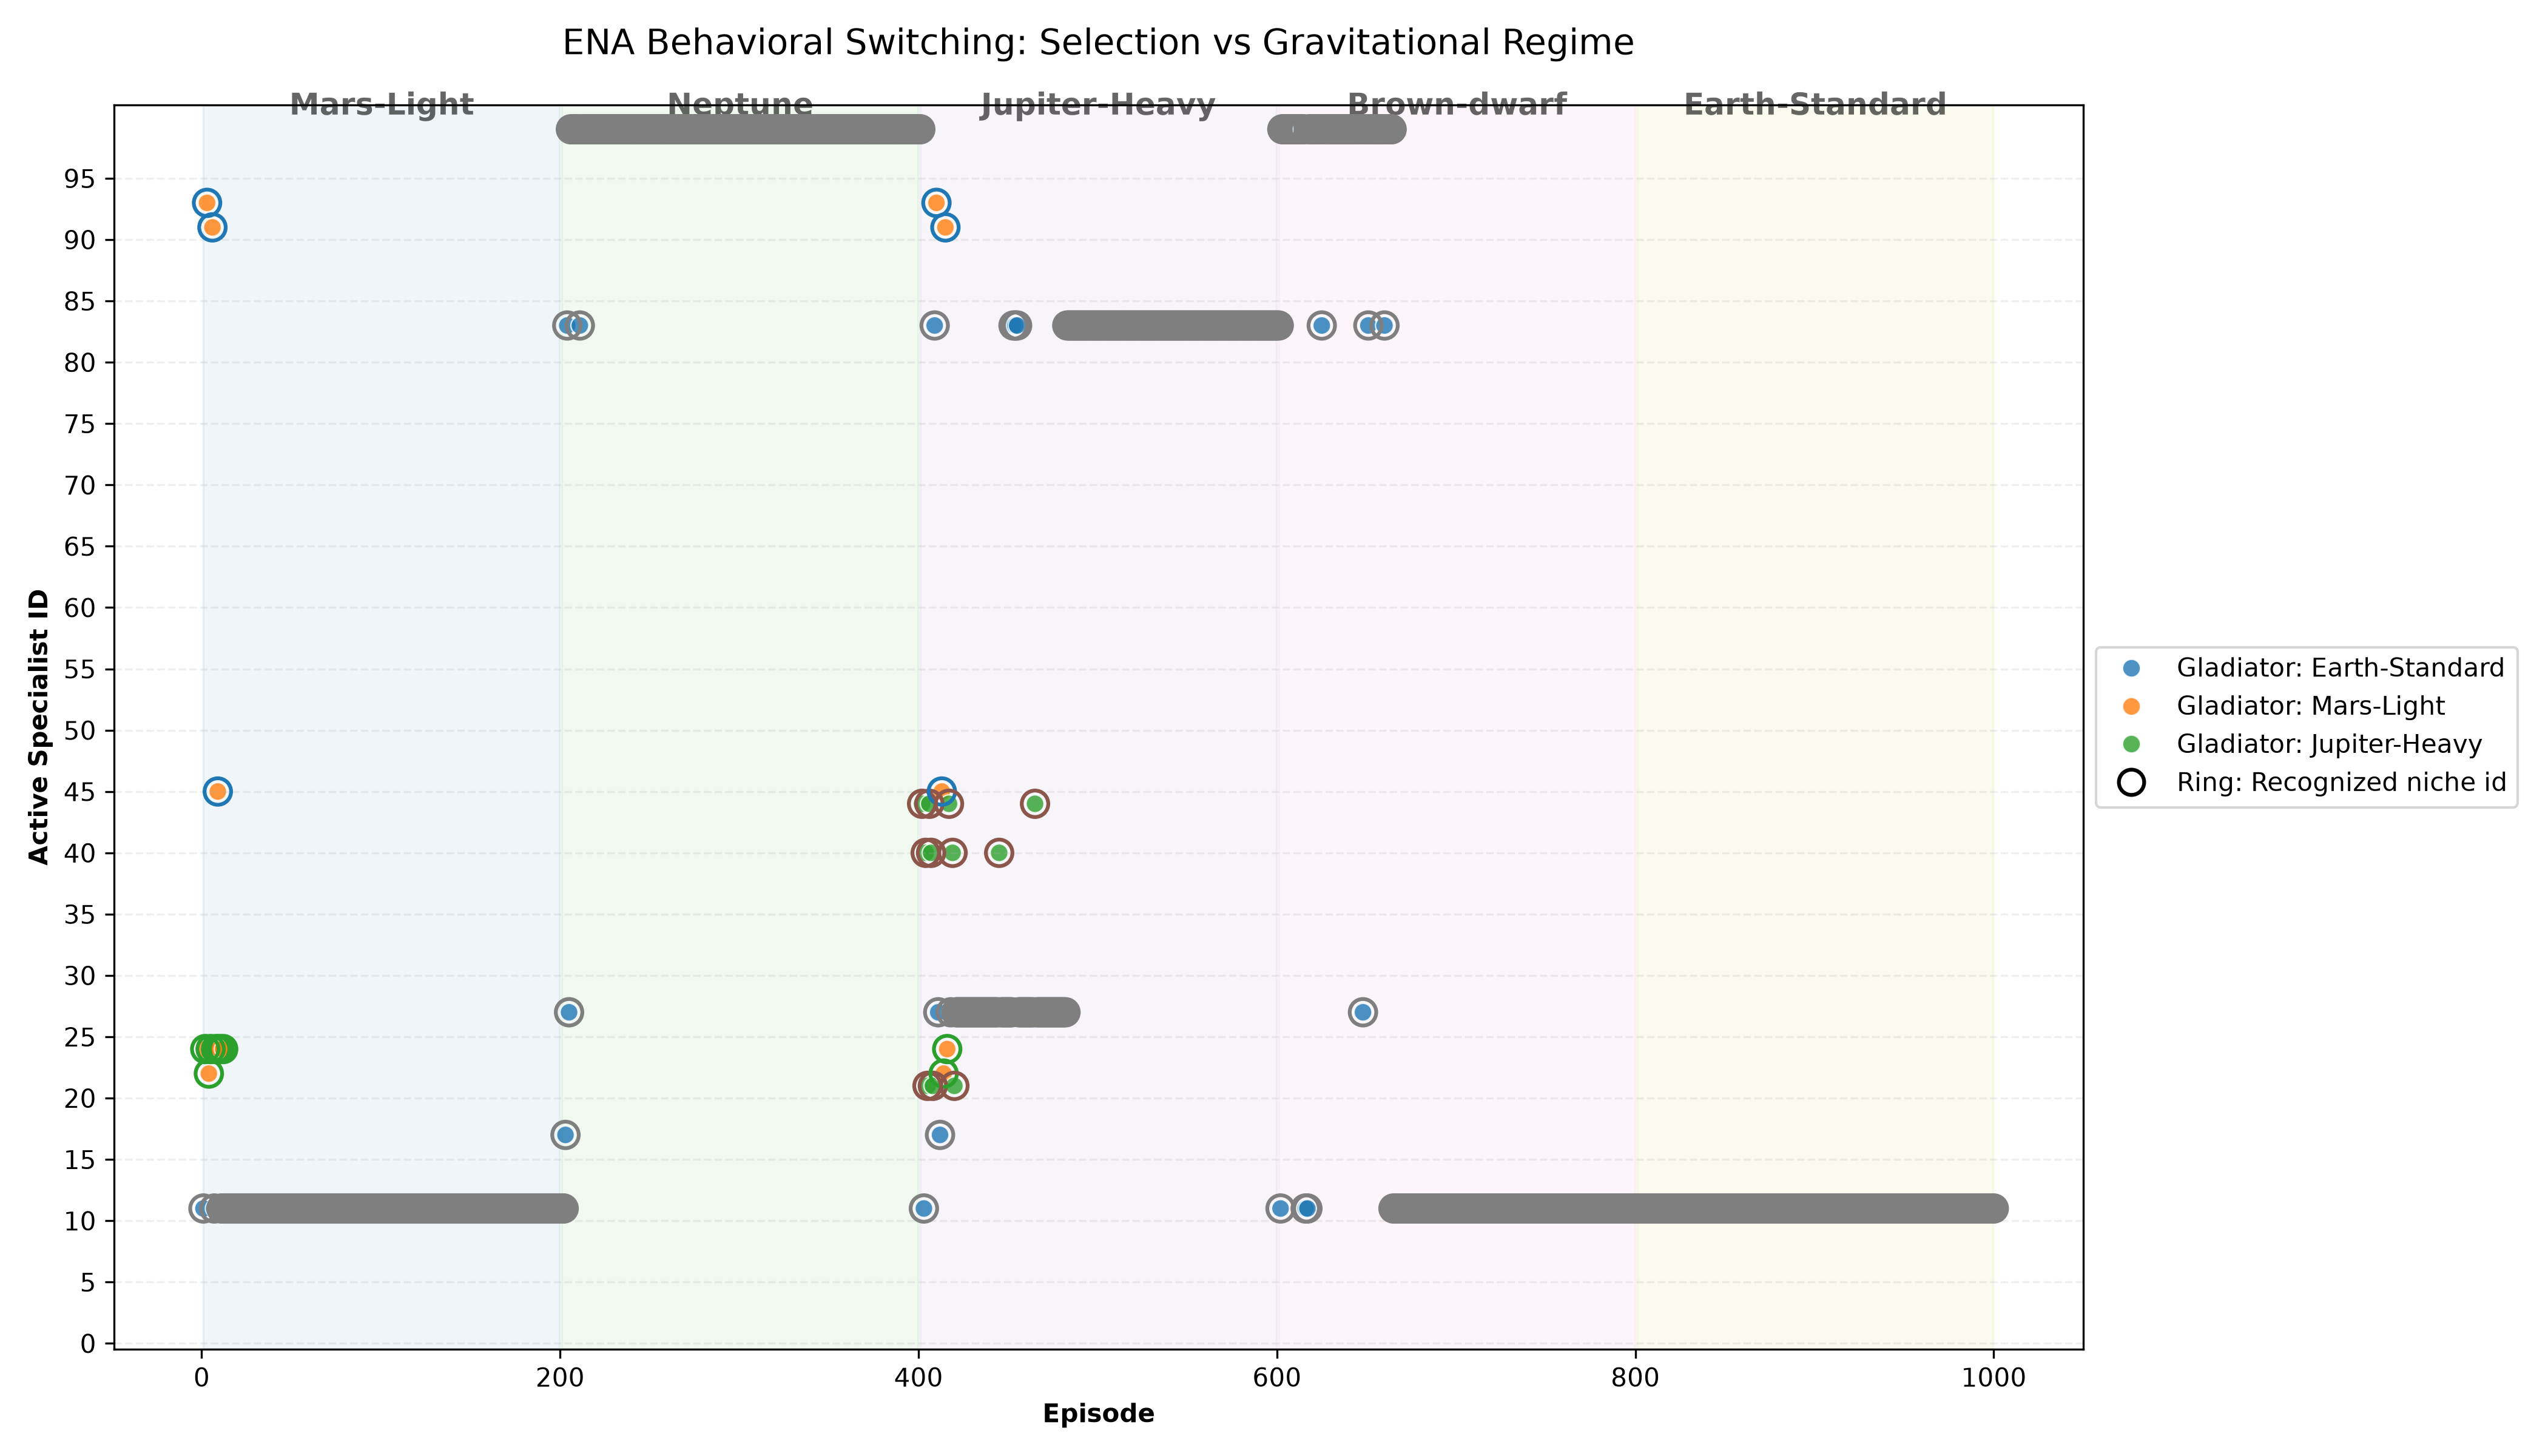 ENA Behavioral Switching: Selection vs Gravitational Regime
Mars-Light Neptune Jupiter-Heavy Brown-dwarf Earth-Standard
95
90
85
80
75
70
65
60
55
50
45
40
35
30
25
20
15
10
5
0
Active Specialist ID
0 200 400 600 800 1000
Episode
Gladiator: Earth-Standard
Gladiator: Mars-Light
Gladiator: Jupiter-Heavy
Ring: Recognized niche id